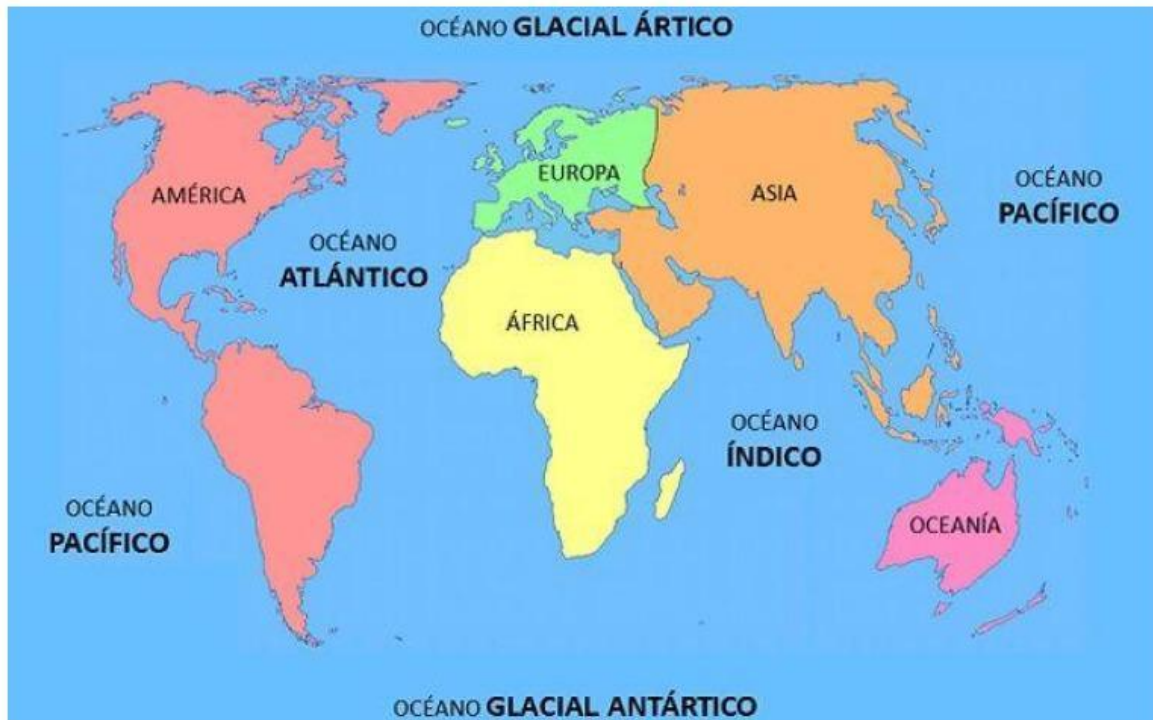 OCÉANO GLACIAL ÁRTICO
EUROPA
AMÉRICA
ASIA
OCÉANO
PACÍFICO
OCÉANO
ATLÁNTICO
ÁFRICA
OCÉANO
ÍNDICO
OCÉANO
PACÍFICO
OCEANÍA
OCÉANO GLACIAL ANTÁRTICO